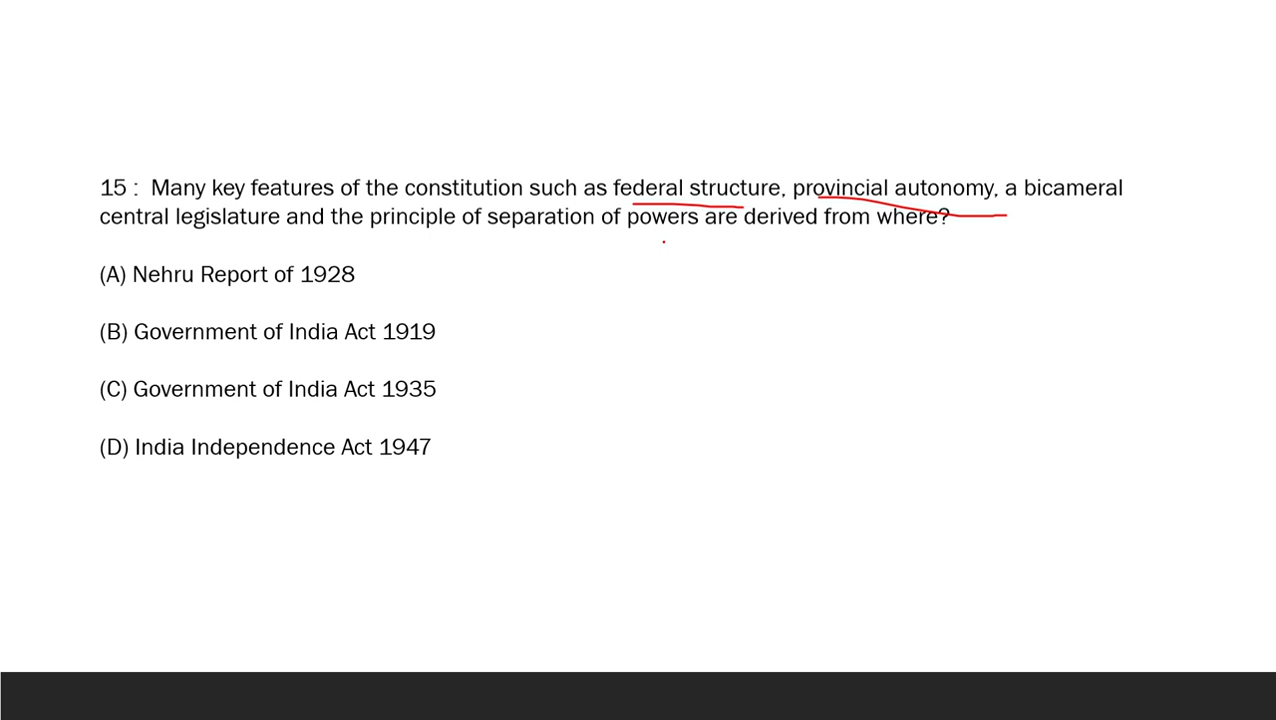 15 :  Many key features of the constitution such as federal structure, provincial autonomy, a bicameral
central legislature and the principle of separation of powers are derived from where?
(A) Nehru Report of 1928
(B) Government of India Act 1919
(C) Government of India Act 1935
(D) India Independence Act 1947